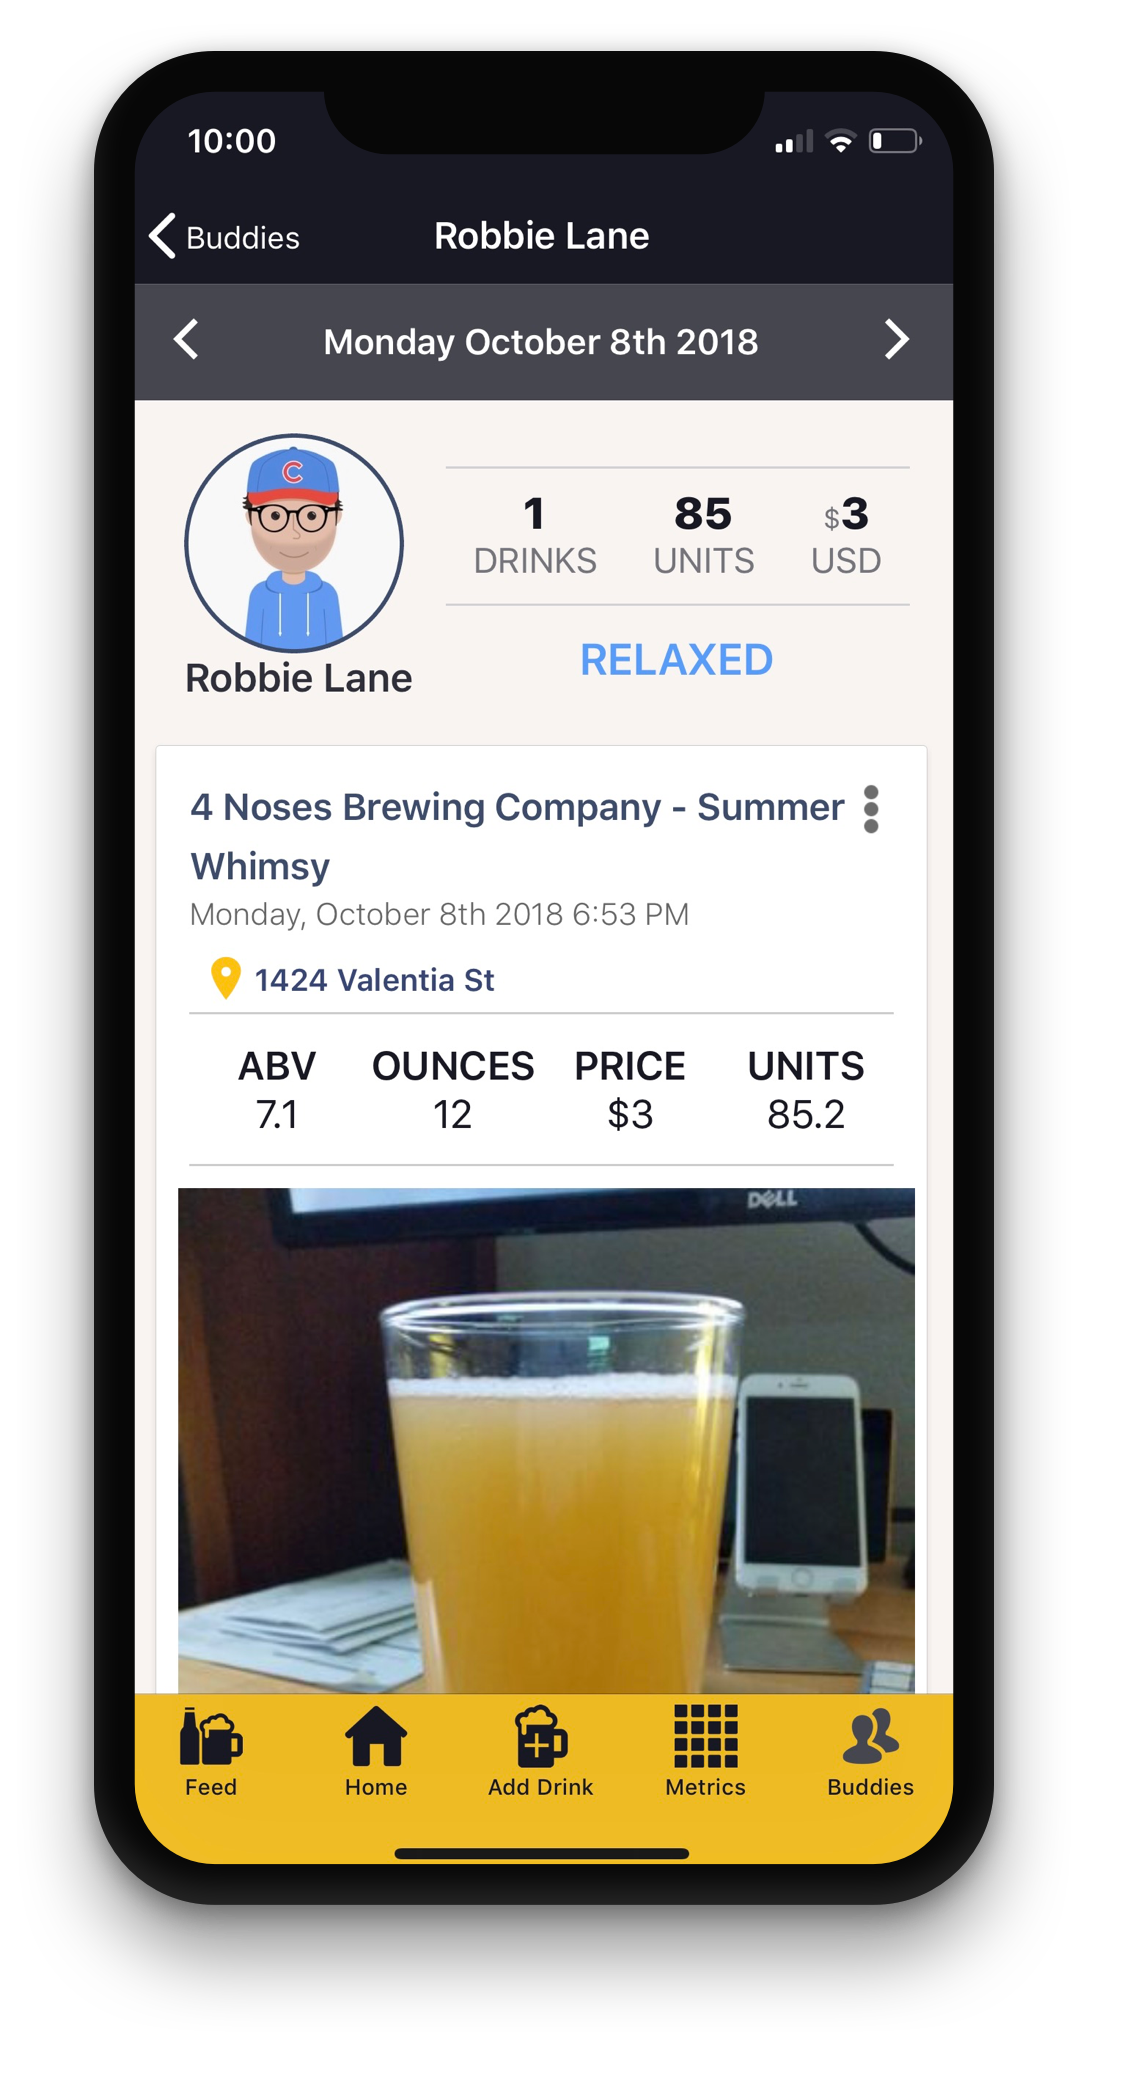 10:00
Buddies
Robbie Lane
Monday October 8th 2018
C
1
85
$3
DRINKS
UNITS
USD
RELAXED
Robbie Lane
4 Noses Brewing Company - Summer
Whimsy
Monday, October 8th 2018 6:53 PM
1424 Valentia St
ABV OUNCES PRICE UNITS
7.1 12 $3 85.2
DELL
Feed Home Add Drink Metrics Buddies